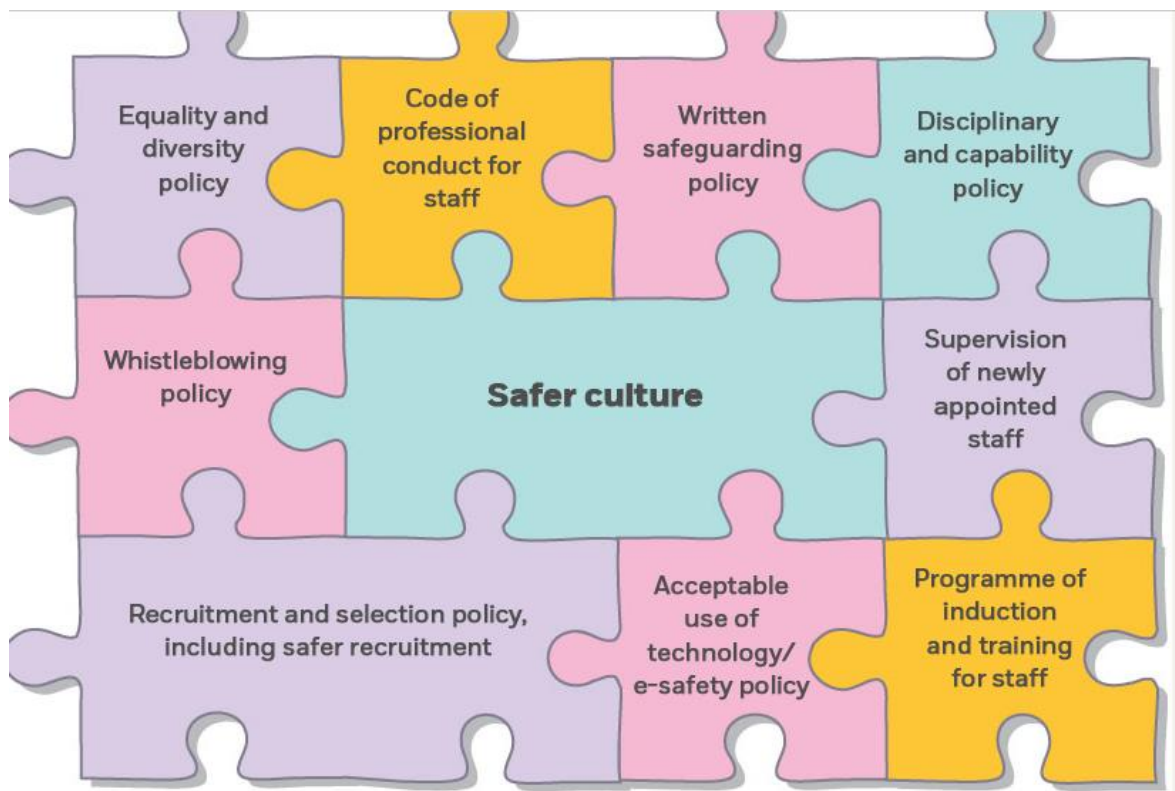 Equality and
diversity
policy
Code of
professional
conduct for
staff
Written
safeguarding
policy
Disciplinary
and capability
policy
Whistleblowing
policy
Safer culture
Supervision
of newly
appointed
staff
Recruitment and selection policy,
including safer recruitment
Acceptable
use of
technology/
e-safety policy
Programme of
induction
and training
for staff